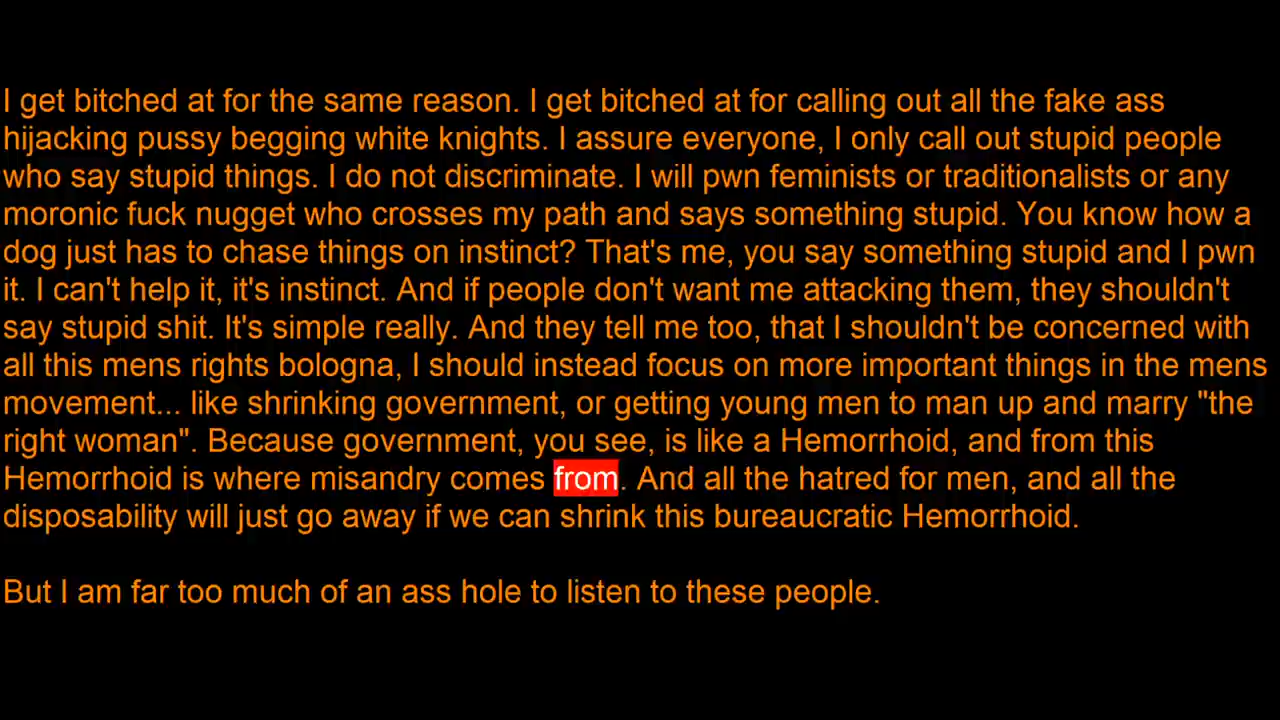 I get bitched at for the same reason. I get bitched at for calling out all the fake ass
hijacking pussy begging white knights. I assure everyone, I only call out stupid people
who say stupid things. I do not discriminate. I will pwn feminists or traditionalists or any
moronic fuck nugget who crosses my path and says something stupid. You know how a
dog just has to chase things on instinct? That's me, you say something stupid and I pwn
it. I can't help it, it's instinct. And if people don't want me attacking them, they shouldn't
say stupid shit. It's simple really. And they tell me too, that I shouldn't be concerned with
all this mens rights bologna, I should instead focus on more important things in the mens
movement... like shrinking government, or getting young men to man up and marry "the
right woman". Because government, you see, is like a Hemorrhoid, and from this
Hemorrhoid is where misandry comes from. And all the hatred for men, and all the
disposability will just go away if we can shrink this bureaucratic Hemorrhoid.
But I am far too much of an ass hole to listen to these people.